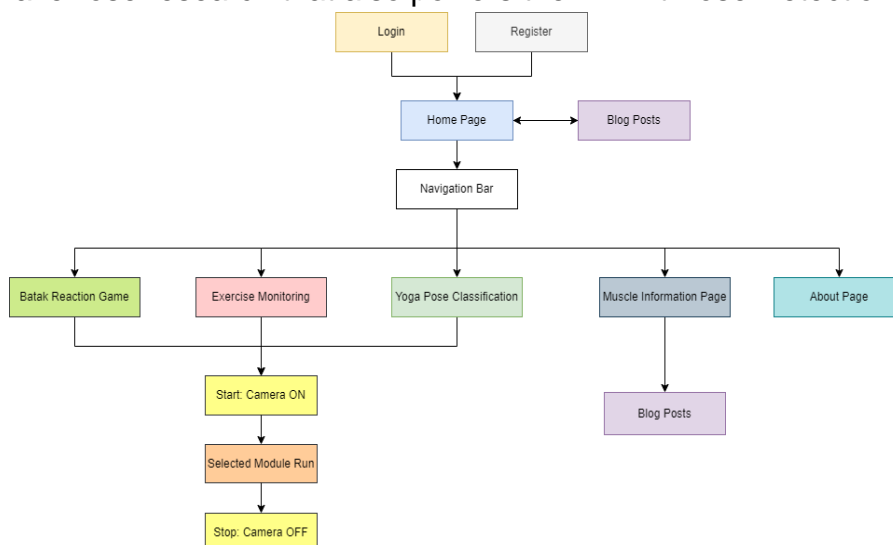 Login
Register
Home Page
Blog Posts
Navigation Bar
Batak Reaction Game
Exercise Monitoring
Yoga Pose Classification
Muscle Information Page
About Page
Start: Camera ON
Blog Posts
Selected Module Run
Stop: Camera OFF